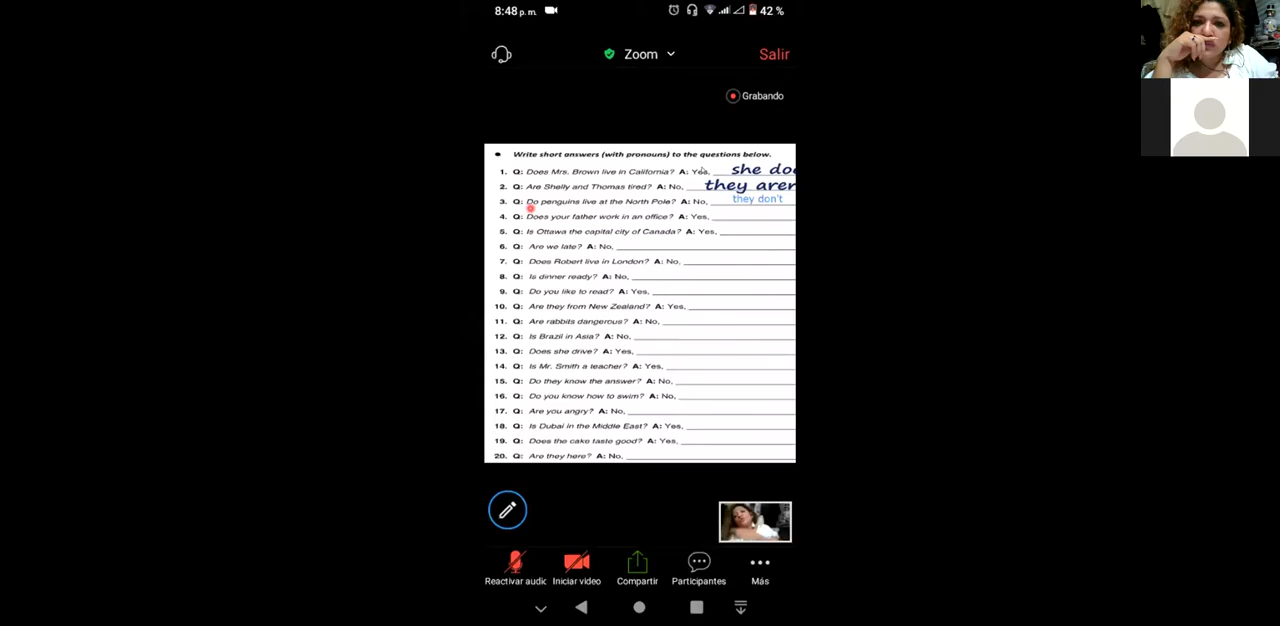 8:48 p. m. 42 %
Zoom Salir
Grabando
Write short answers (with pronouns) to the questions below.
1. Q: Does Mrs. Brown live in California? A: Yes, she doe
2. Q: Are Shelly and Thomas tired? A: No, they aren
3. Q: Do penguins live at the North Pole? A: No, they don't
4. Q: Does your father work in an office? A: Yes,
5. Q: Is Ottawa the capital city of Canada? A: Yes,
6. Q: Are we late? A: No,
7. Q: Does Robert live in London? A: No,
8. Q: Is dinner ready? A: No,
9. Q: Do you like to read? A: Yes,
10. Q: Are they from New Zealand? A: Yes,
11. Q: Are rabbits dangerous? A: No,
12. Q: Is Brazil in Asia? A: No,
13. Q: Does she drive? A: Yes,
14. Q: Is Mr. Smith a teacher? A: Yes,
15. Q: Do they know the answer? A: No,
16. Q: Do you know how to swim? A: No,
17. Q: Are you angry? A: No,
18. Q: Is Dubai in the Middle East? A: Yes,
19. Q: Does the cake taste good? A: Yes,
20. Q: Are they here? A: No,
Reactivar audic Iniciar video Compartir Participantes Más